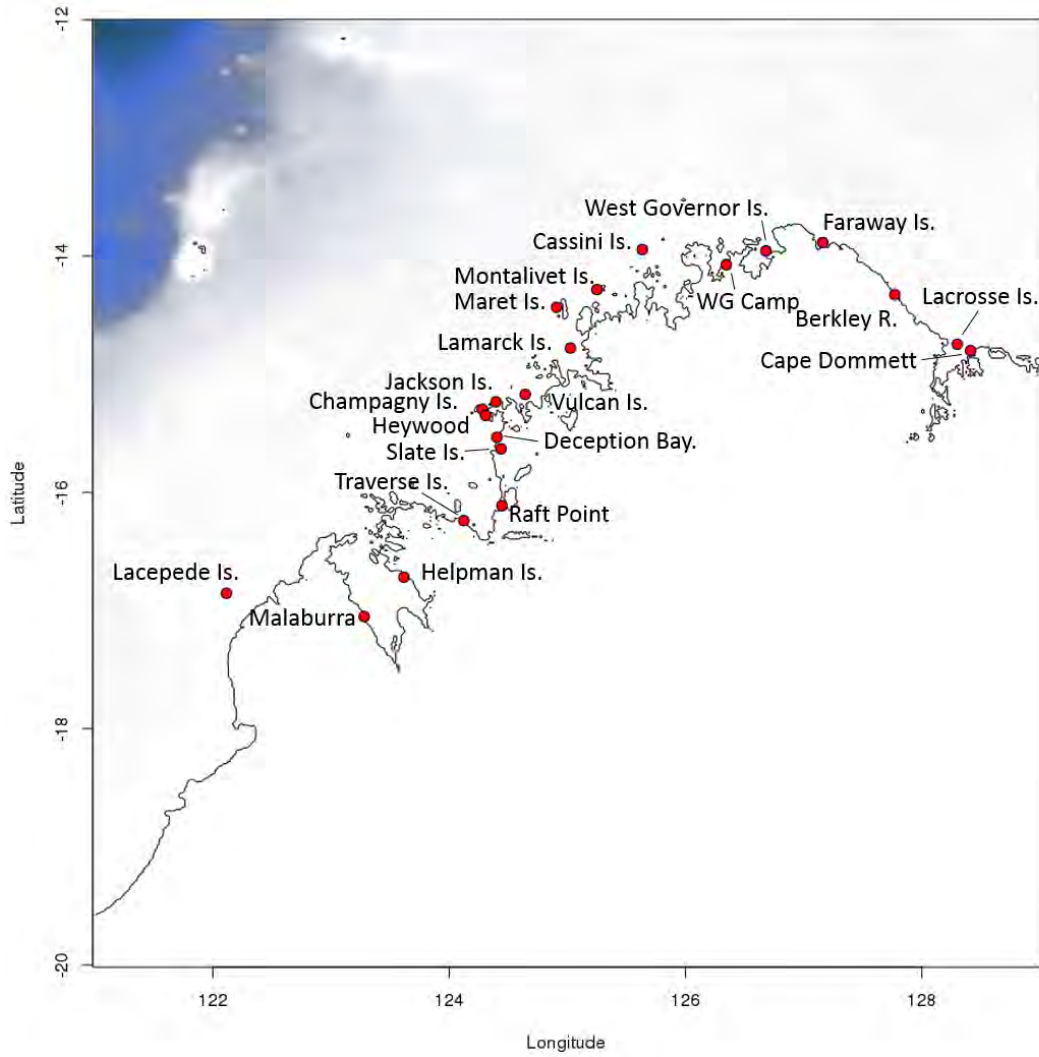 -12
West Governor Is.
Faraway Is.
Cassini Is.
-14
Montalivet Is.
WG Camp
Lacrosse Is.
Maret Is.
Berkley R.
Lamarck Is.
Cape Dommett
Jackson Is.
Champagny Is.
Vulcan Is.
Heywood
Deception Bay.
Slate Is.
Traverse Is.
-16
Raft Point
Latitude
Lacepede Is.
Helpman Is.
Malaburra
-18
-20
122
124
126
128
Longitude